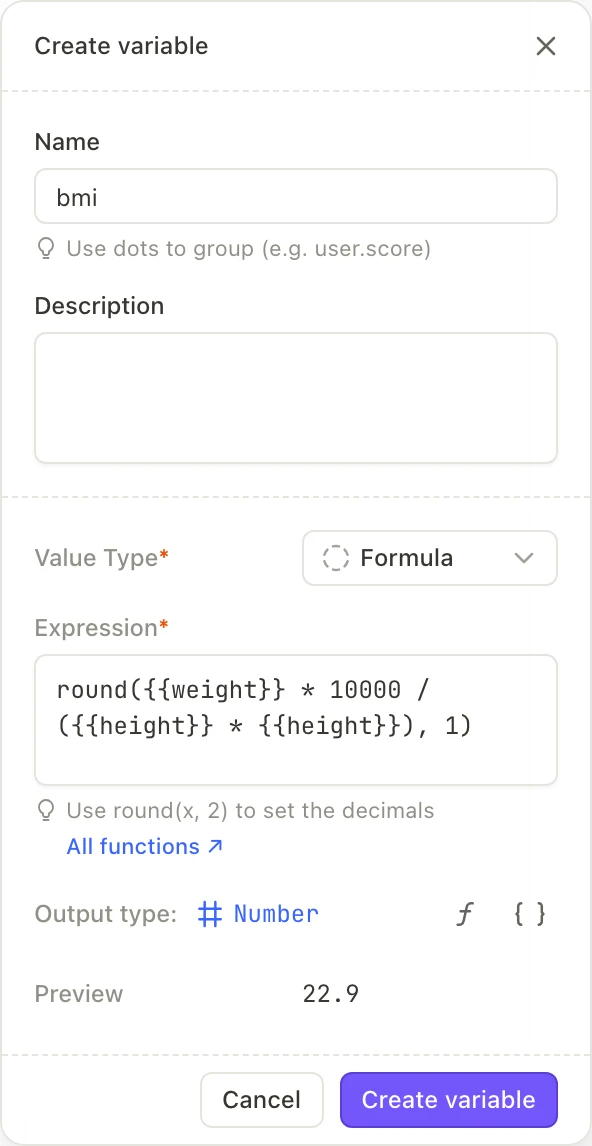 Create variable
Name
bmi
Use dots to group (e.g. user.score)
Description
Value Type*
Formula
Expression*
round({{weight}} * 10000 /
({{height}} * {{height}}), 1)
Use round(x, 2) to set the decimals
All functions ↗
Output type: # Number ƒ { }
Preview 22.9
Cancel
Create variable